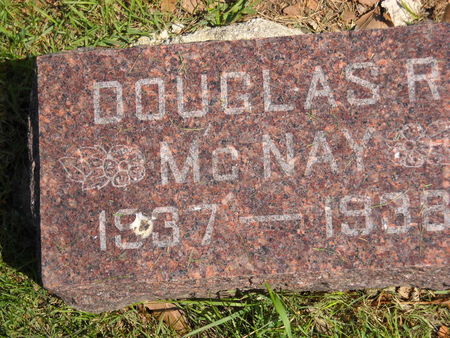 DOUGLAS R
McNAY
1937 — 1938